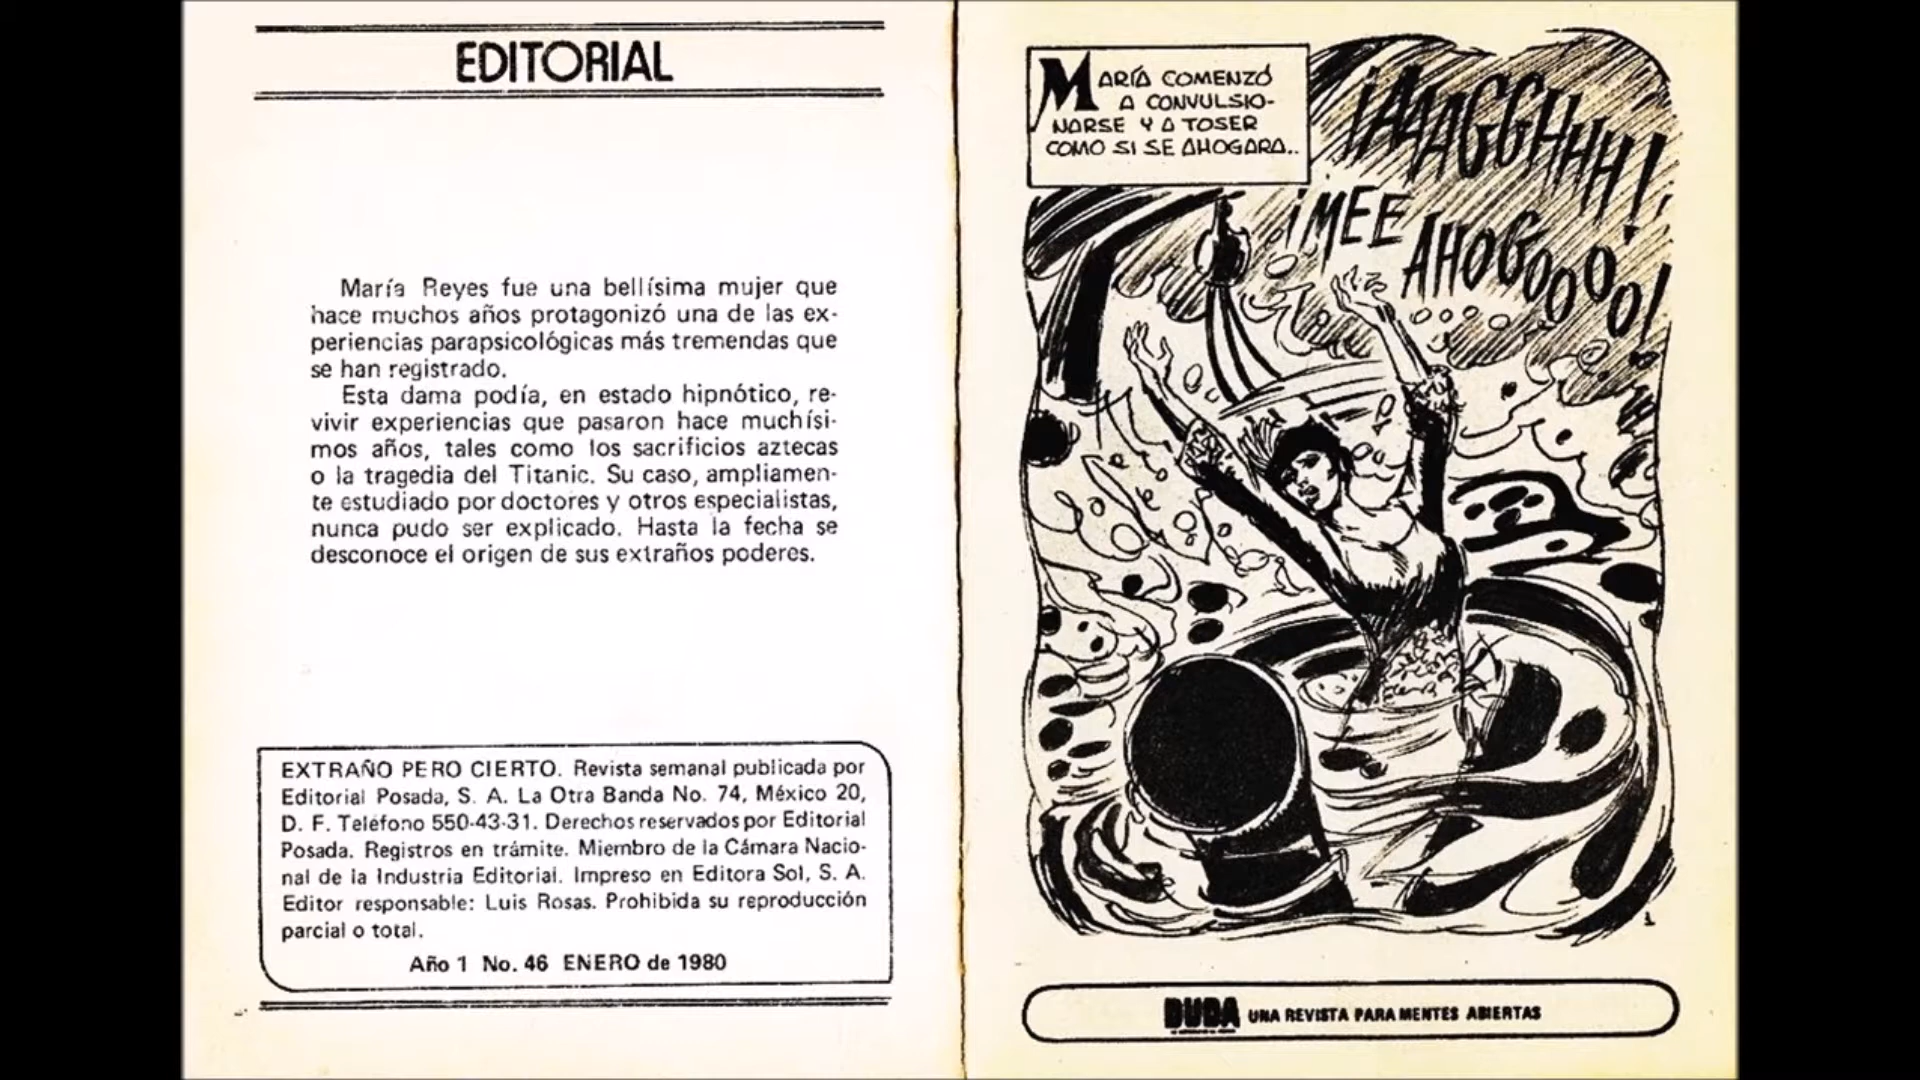 EDITORIAL
María Reyes fue una bellísima mujer que
hace muchos años protagonizó una de las ex-
periencias parapsicológicas más tremendas que
se han registrado.
Esta dama podía, en estado hipnótico, re-
vivir experiencias que pasaron hace muchísi-
mos años, tales como los sacrificios aztecas
o la tragedia del Titanic. Su caso, ampliamen-
te estudiado por doctores y otros especialistas,
nunca pudo ser explicado. Hasta la fecha se
desconoce el origen de sus extraños poderes.
EXTRAÑO PERO CIERTO. Revista semanal publicada por
Editorial Posada, S. A. La Otra Banda No. 74, México 20,
D. F. Teléfono 550-43-31. Derechos reservados por Editorial
Posada. Registros en trámite. Miembro de la Cámara Nacio-
nal de la Industria Editorial. Impreso en Editora Sol, S. A.
Editor responsable: Luis Rosas. Prohibida su reproducción
parcial o total.
Año 1 No. 46 ENERO de 1980
MARÍA COMENZÓ
A CONVULSIO-
NARSE Y A TOSER
COMO SI SE AHOGARA..
¡AAAGGHHH!
¡MEE
AHOGOOOOO!
1
DUDA UNA REVISTA PARA MENTES ABIERTAS